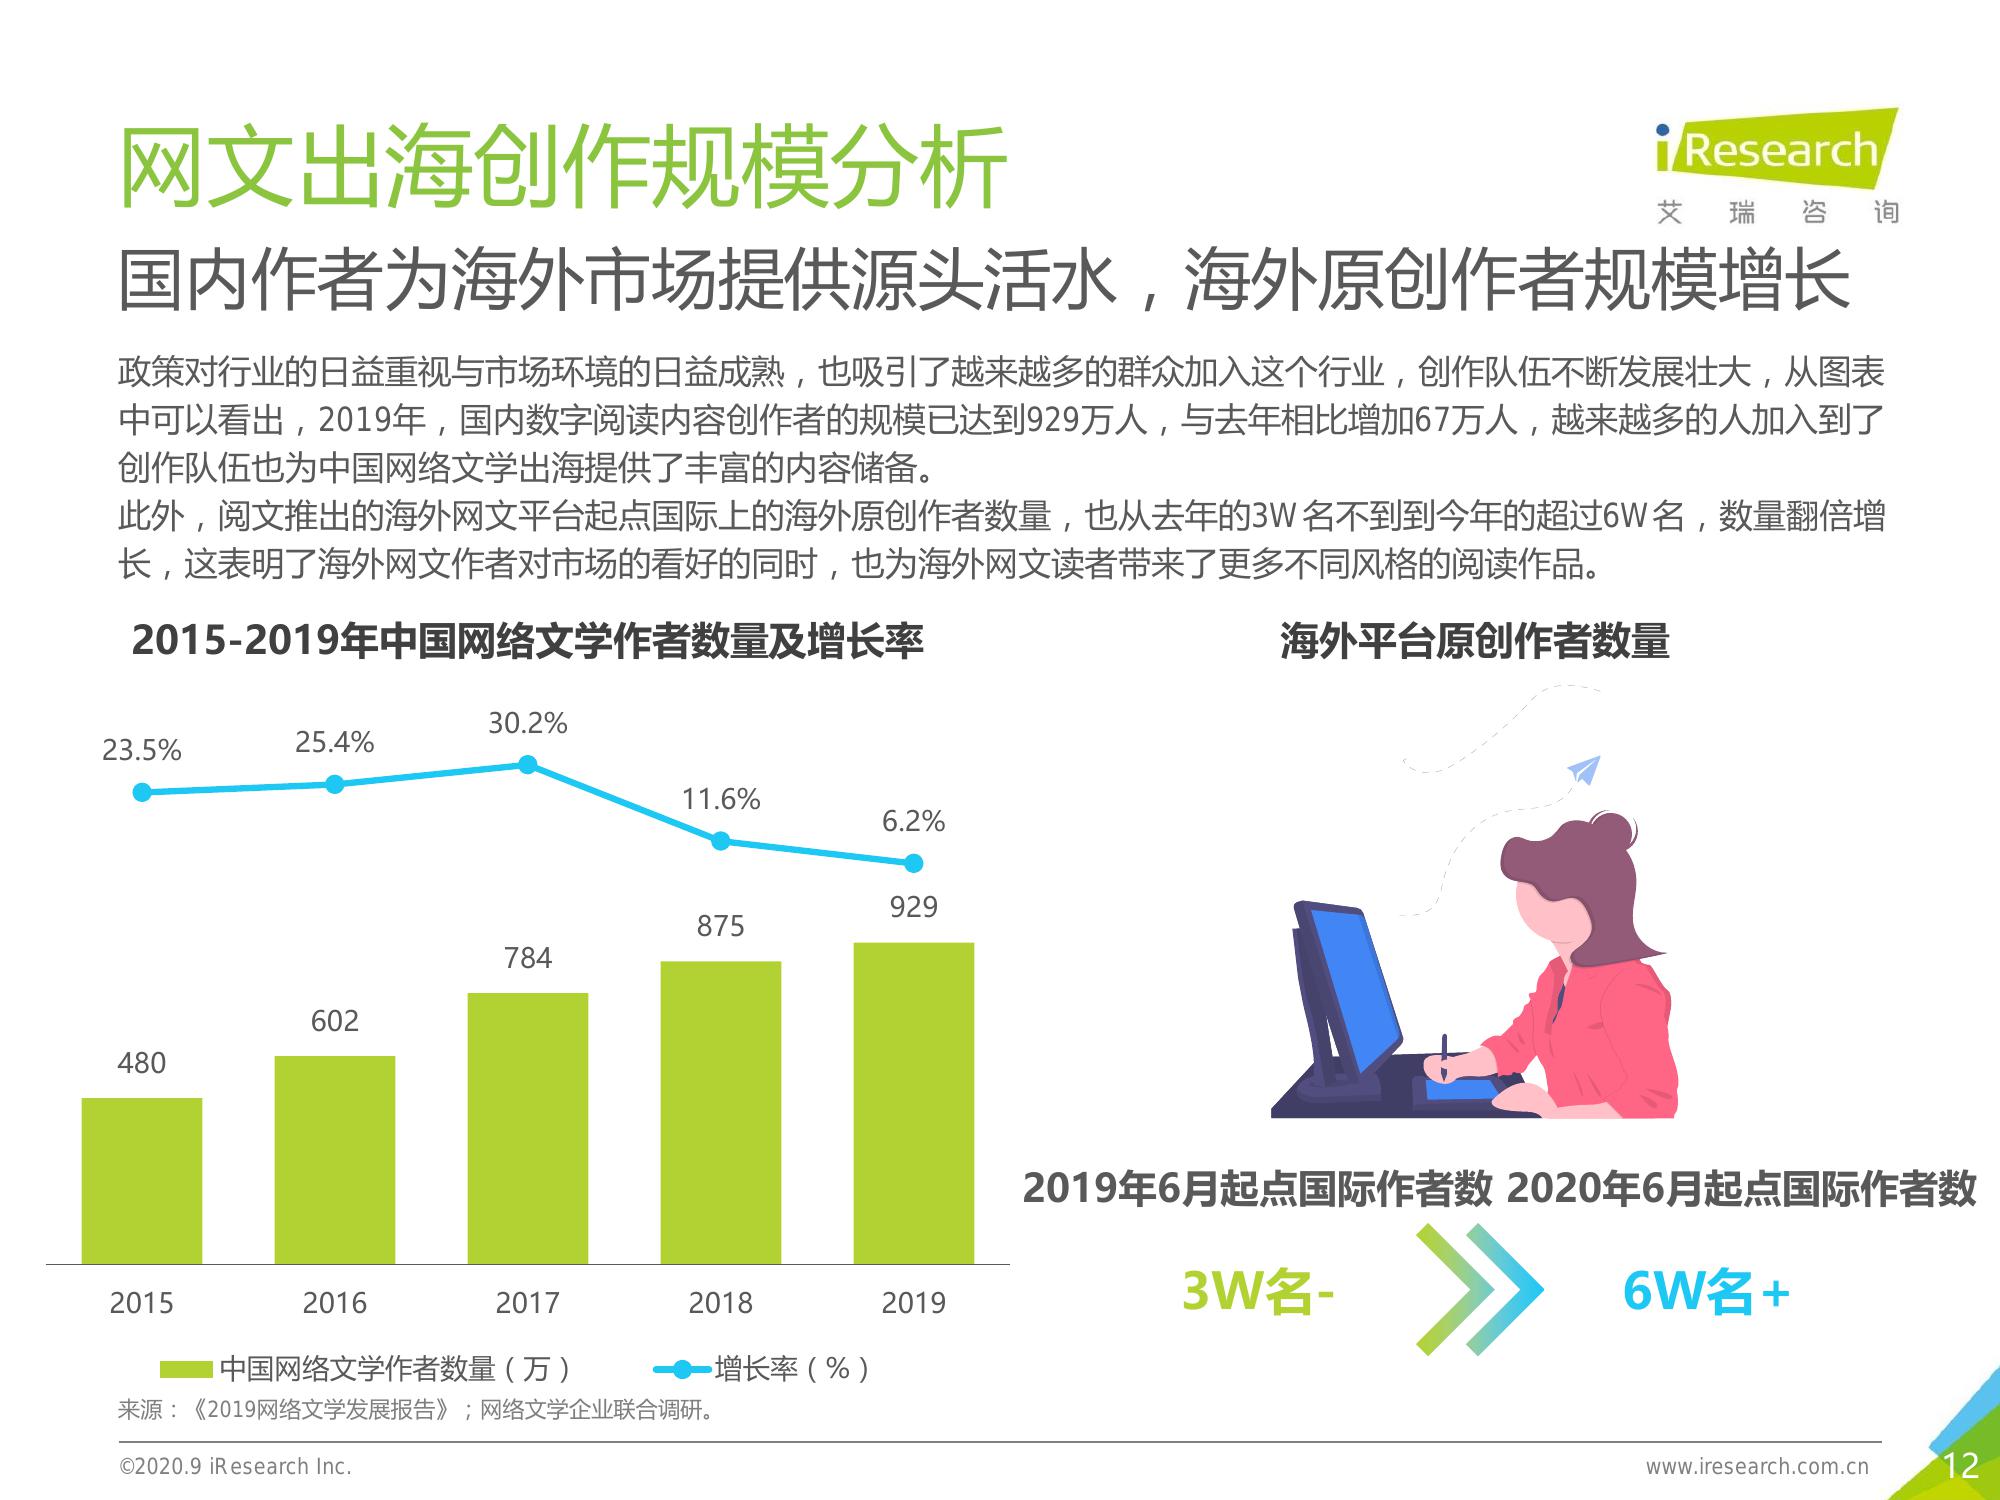 网文出海创作规模分析
iResearch
艾瑞咨询
国内作者为海外市场提供源头活水，海外原创作者规模增长
政策对行业的日益重视与市场环境的日益成熟，也吸引了越来越多的群众加入这个行业，创作队伍不断发展壮大，从图表
中可以看出，2019年，国内数字阅读内容创作者的规模已达到929万人，与去年相比增加67万人，越来越多的人加入到了
创作队伍也为中国网络文学出海提供了丰富的内容储备。
此外，阅文推出的海外网文平台起点国际上的海外原创作者数量，也从去年的3W名不到到今年的超过6W名，数量翻倍增
长，这表明了海外网文作者对市场的看好的同时，也为海外网文读者带来了更多不同风格的阅读作品。
2015-2019年中国网络文学作者数量及增长率
23.5%
25.4%
30.2%
11.6%
6.2%
480
602
784
875
929
2015
2016
2017
2018
2019
中国网络文学作者数量（万）
增长率（%）
海外平台原创作者数量
2019年6月起点国际作者数
2020年6月起点国际作者数
3W名-
6W名+
来源：《2019网络文学发展报告》；网络文学企业联合调研。
©2020.9 iResearch Inc.
www.iresearch.com.cn
12